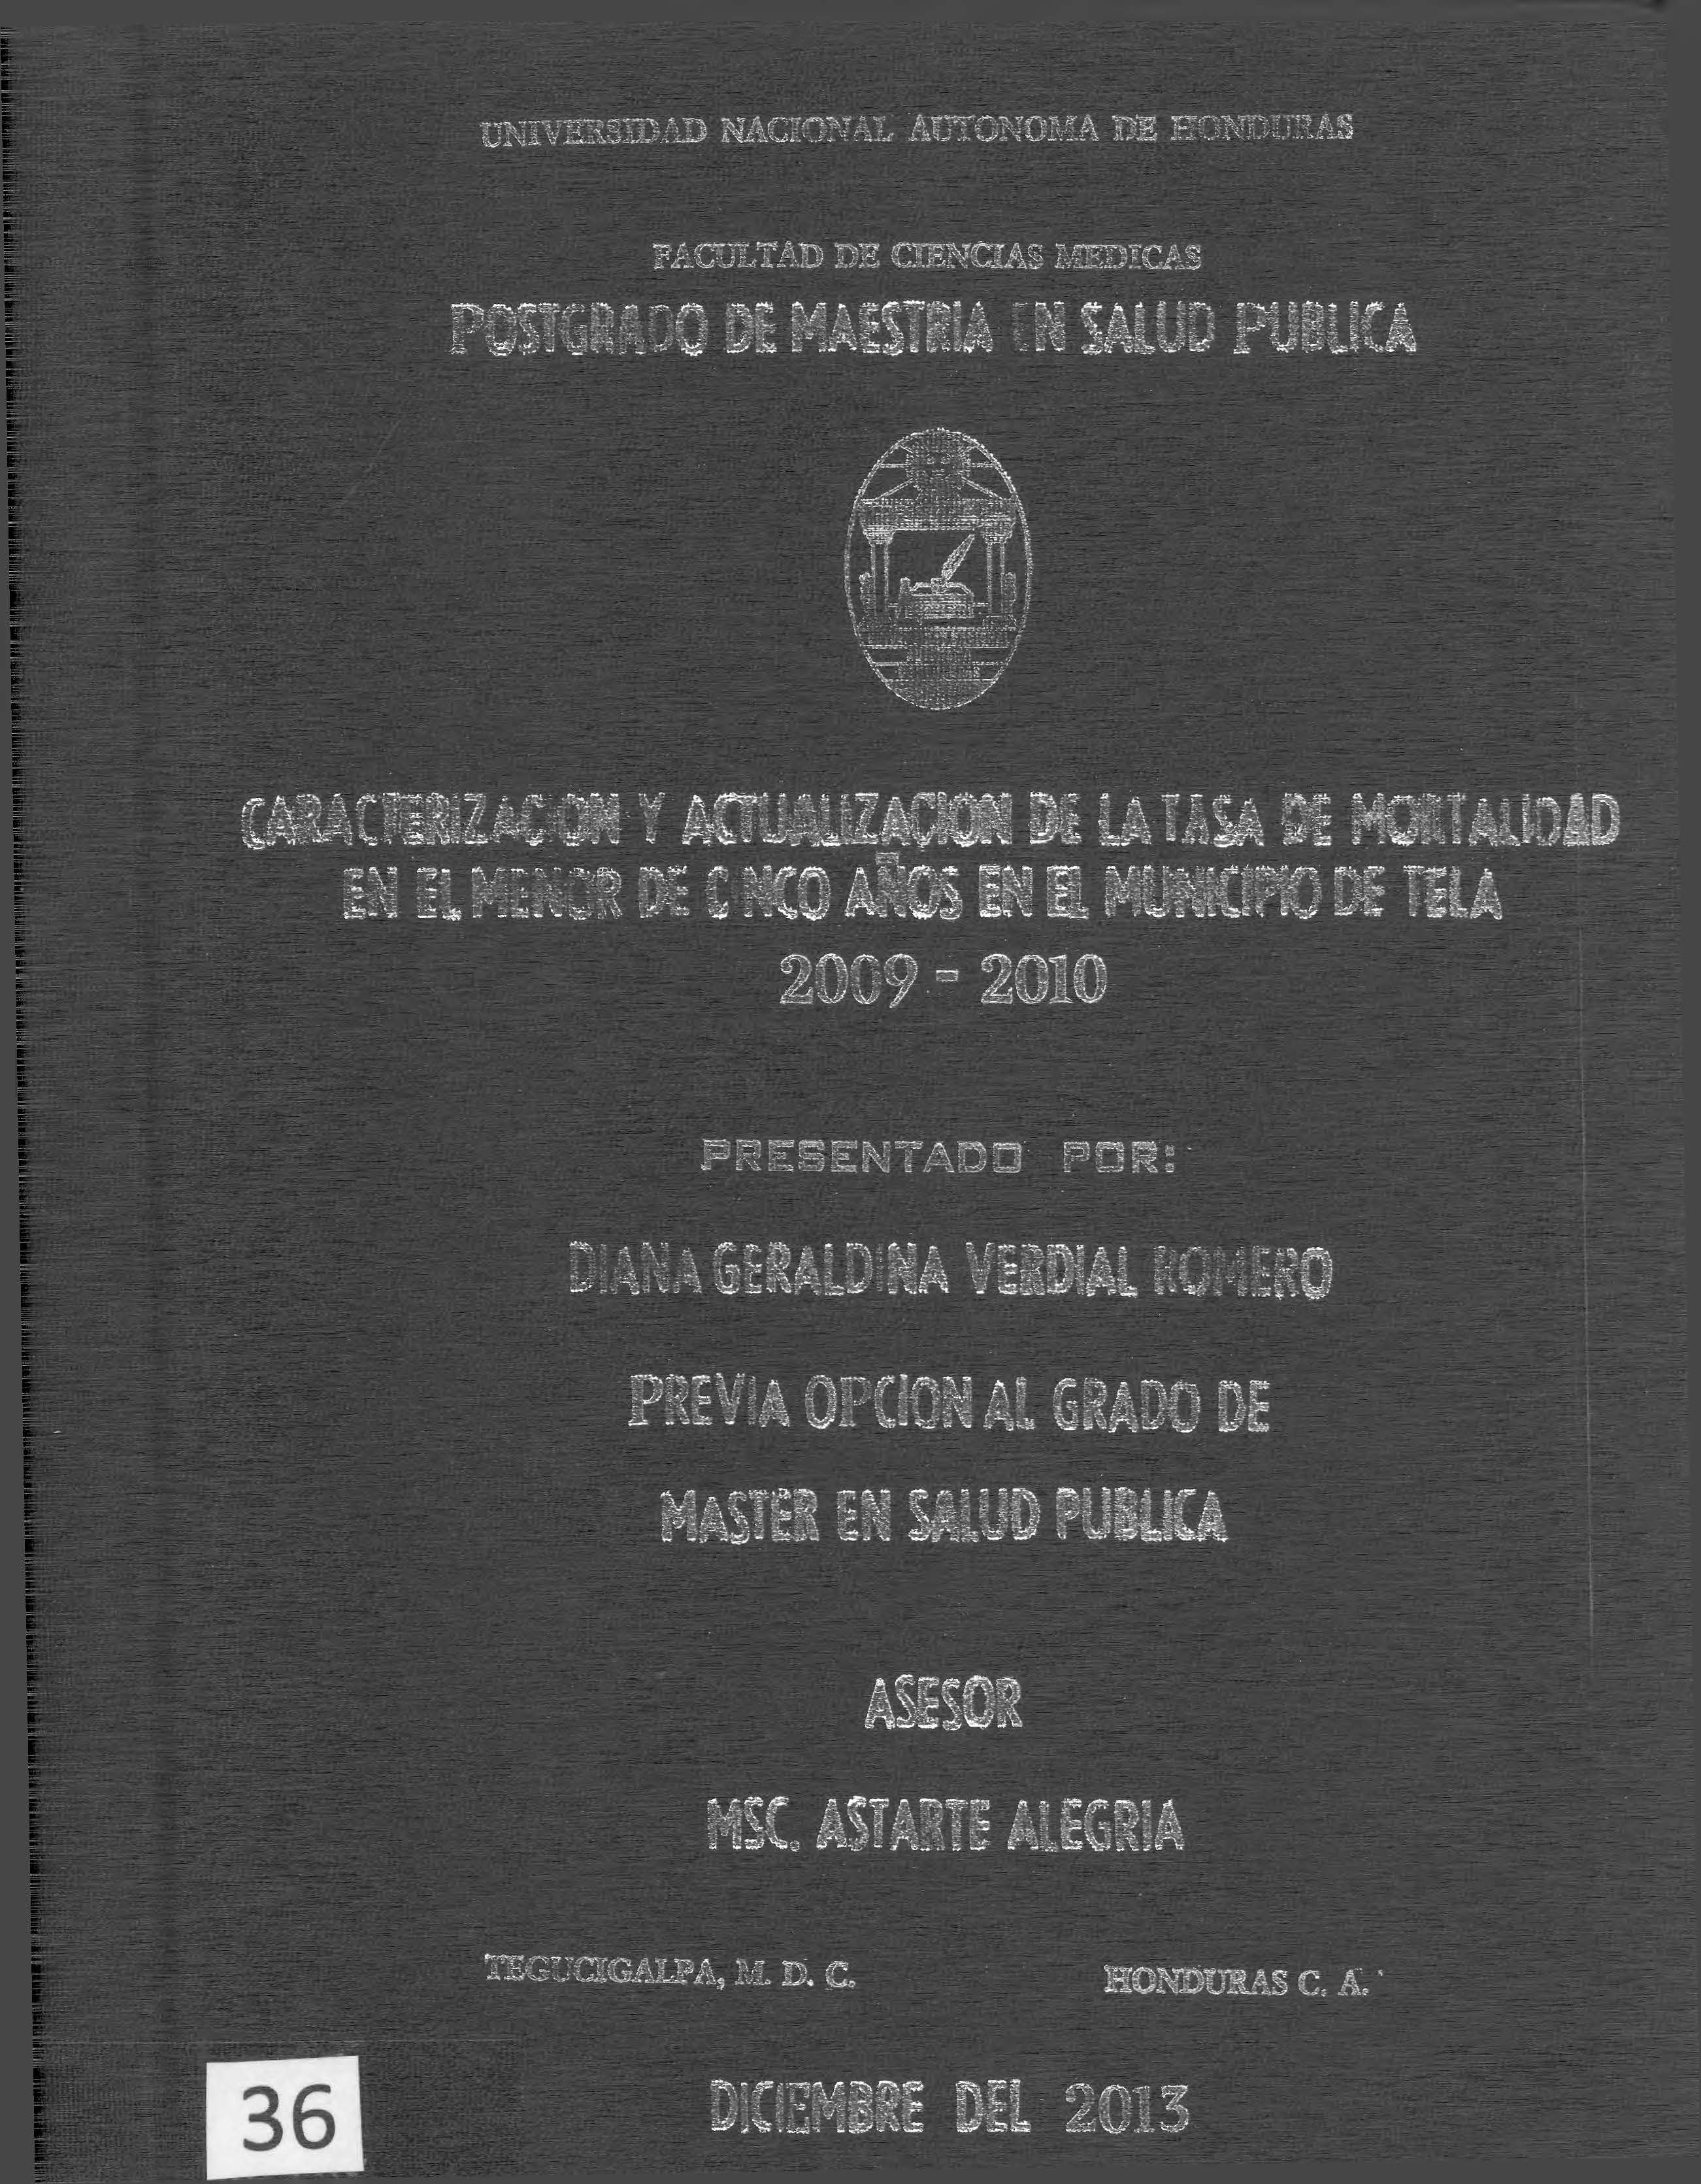 UNIVERSIDAD NACIONAL AUTONOMA DE HONDURAS
FACULTAD DE CIENCIAS MEDICAS
POSTGRADO DE MAESTRIA EN SALUD PUBLICA
CARACTERIZACION Y ACTUALIZACION DE LA TASA DE MORTALIDAD
EN EL MENOR DE CINCO AÑOS EN EL MUNICIPIO DE TELA
2009 - 2010
PRESENTADO POR:
DIANA GERALDINA VERDIAL ROMERO
PREVIA OPCION AL GRADO DE
MASTER EN SALUD PUBLICA
ASESOR
MSC. ASTARTE ALEGRIA
TEGUCIGALPA, M. D. C. HONDURAS C. A.
DICIEMBRE DEL 2013
36